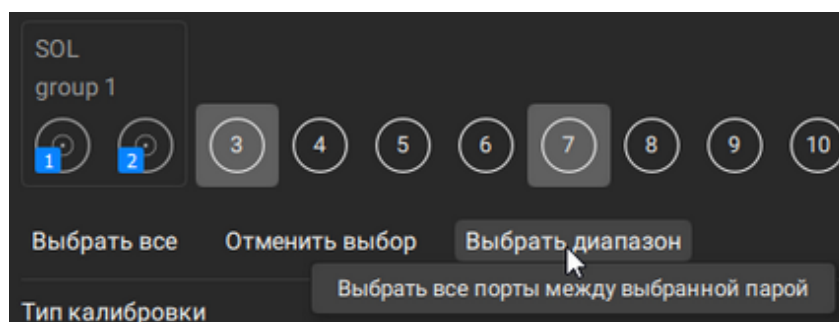 SOL
group 1
1 2 3 4 5 6 7 8 9 10
Выбрать все Отменить выбор Выбрать диапазон
Выбрать все порты между выбранной парой
Тип калибровки